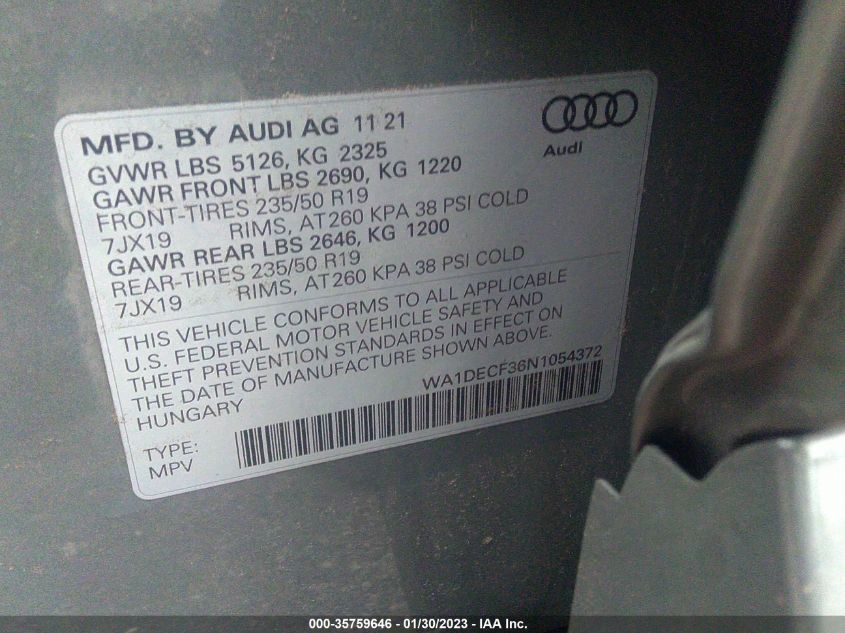 MFD. BY AUDI AG 11 21
Audi
GVWR LBS 5126, KG 2325
GAWR FRONT LBS 2690, KG 1220
FRONT-TIRES 235/50 R19
7JX19 RIMS, AT 260 KPA 38 PSI COLD
GAWR REAR LBS 2646, KG 1200
REAR-TIRES 235/50 R19
7JX19 RIMS, AT 260 KPA 38 PSI COLD
THIS VEHICLE CONFORMS TO ALL APPLICABLE
U.S. FEDERAL MOTOR VEHICLE SAFETY AND
THEFT PREVENTION STANDARDS IN EFFECT ON
THE DATE OF MANUFACTURE SHOWN ABOVE.
HUNGARY WA1DECF36N1054372
TYPE:
MPV
000-35759646 - 01/30/2023 - IAA Inc.